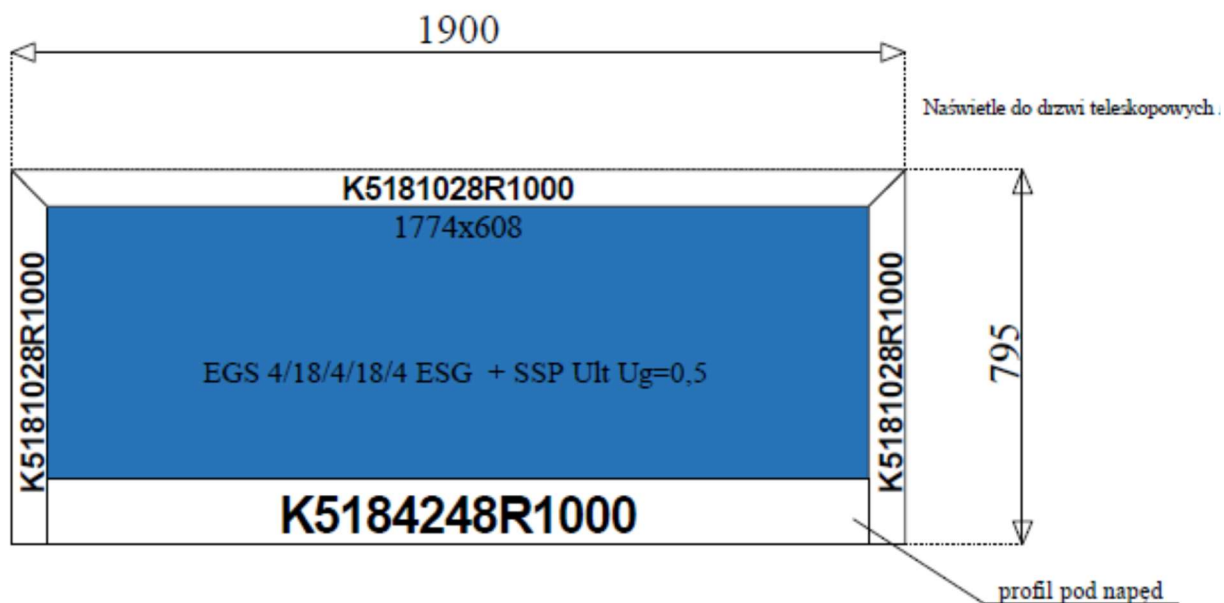 1900
Naświetle do drzwi teleskopowych
K5181028R1000
1774x608
K5181028R1000
K5181028R1000
795
EGS 4/18/4/18/4 ESG + SSP Ult Ug=0,5
K5184248R1000
profil pod napęd